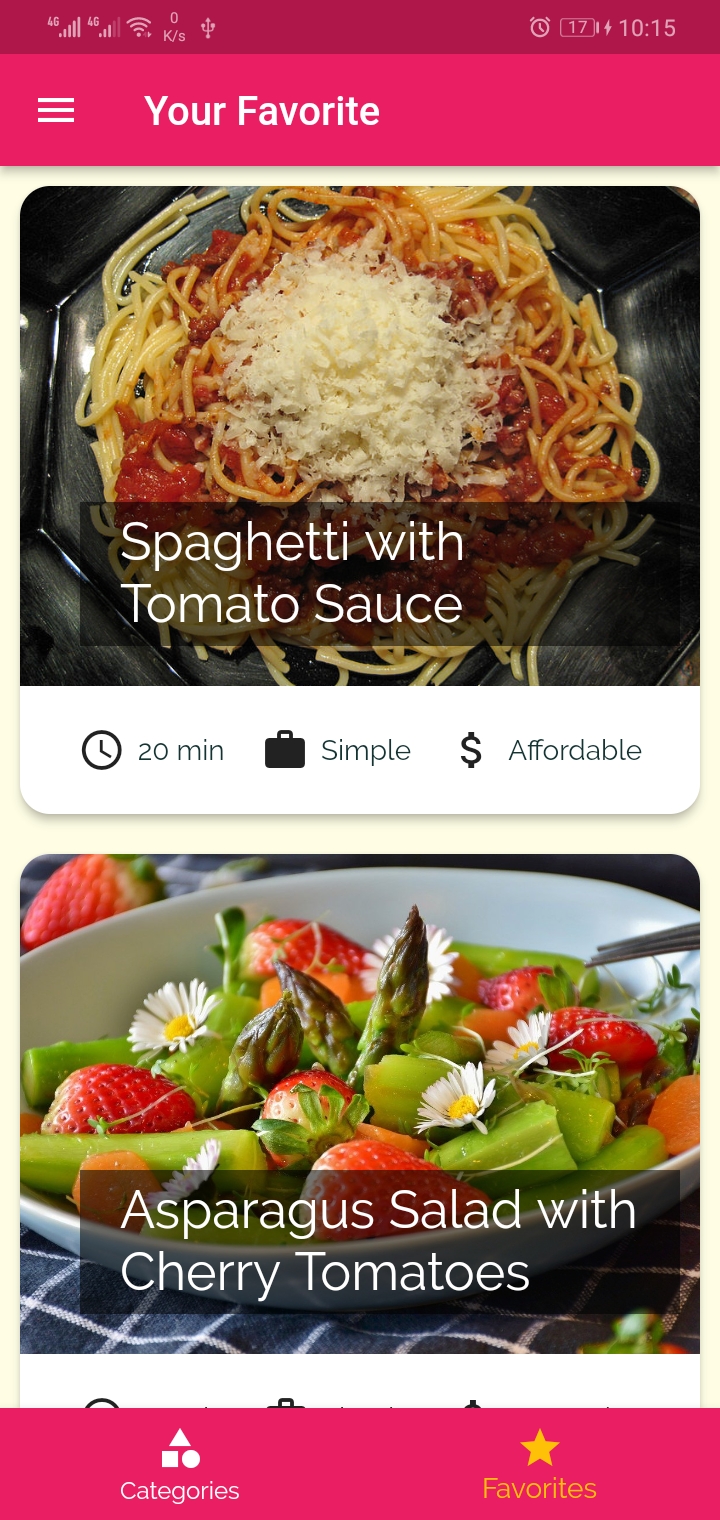 4G 4G 0 K/s 17 10:15
Your Favorite
Spaghetti with
Tomato Sauce
20 min Simple $ Affordable
Asparagus Salad with
Cherry Tomatoes
Categories Favorites